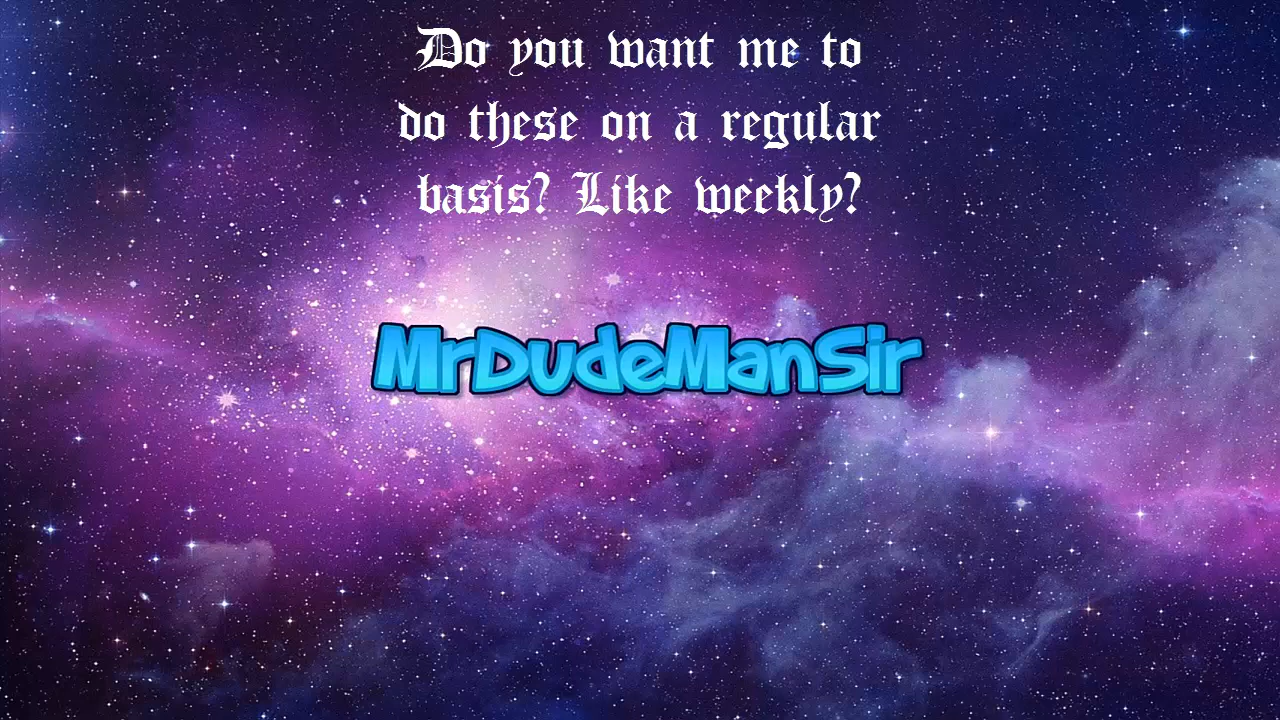 Do you want me to
do these on a regular
basis? Like weekly?
MrDudeManSir